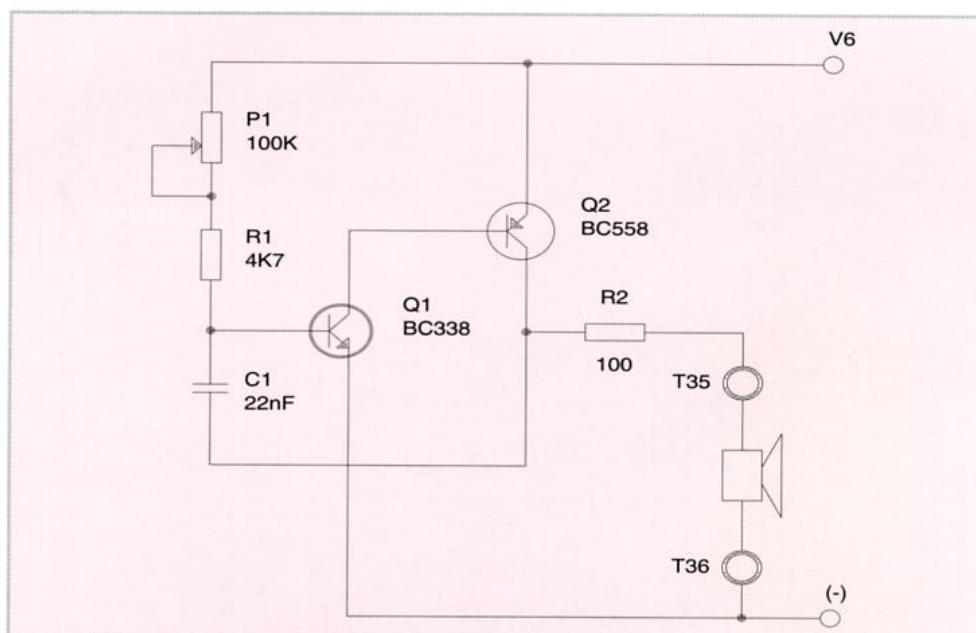 V6
P1
100K
Q2
BC558
R1
4K7
R2
Q1
BC338
100
T35
C1
22nF
T36
(-)